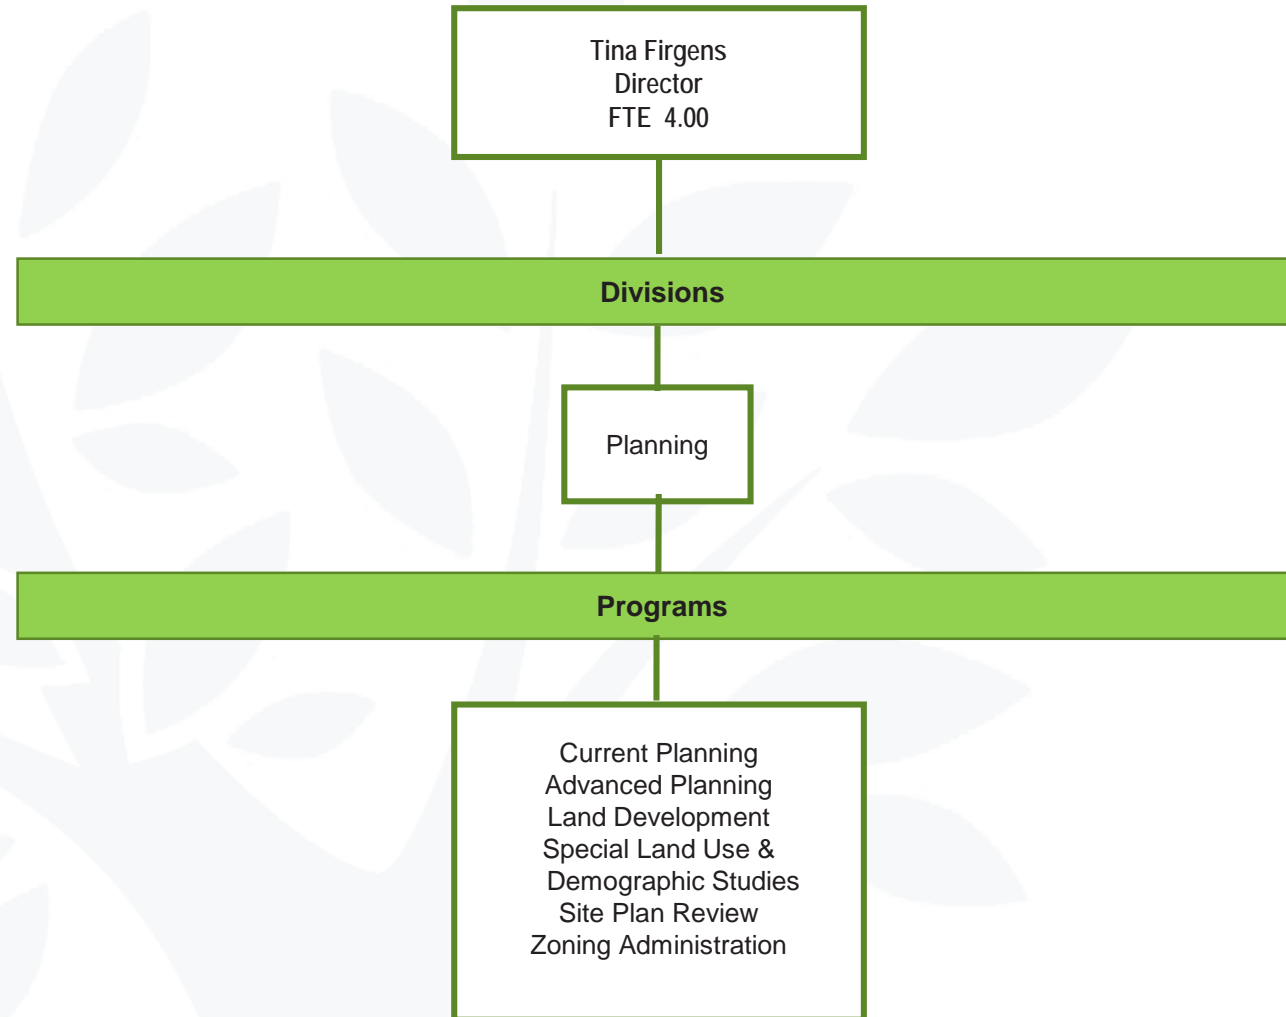 Tina Firgens
Director
FTE 4.00
Divisions
Planning
Programs
Current Planning
Advanced Planning
Land Development
Special Land Use &
Demographic Studies
Site Plan Review
Zoning Administration